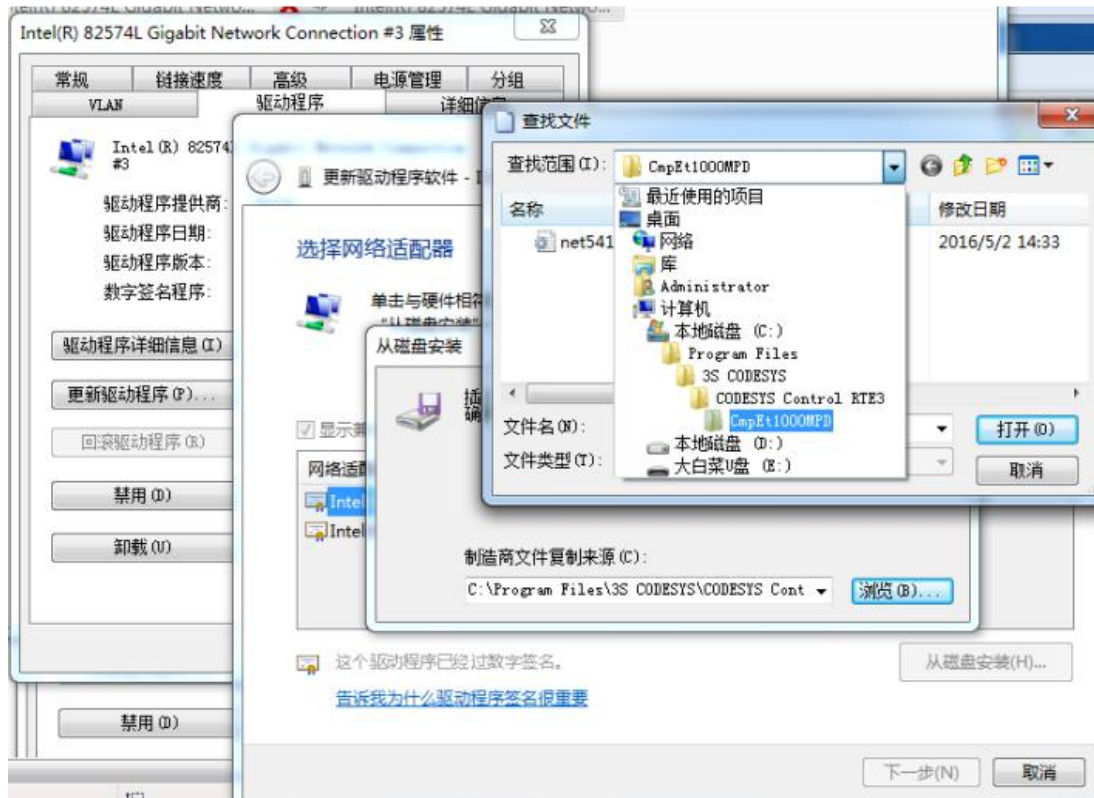 Intel(R) 82574L Gigabit Network Connection #3 属性
常规
链接速度
高级
电源管理
分组
VLAN
驱动程序
Intel(R) 82574
#3
驱动程序提供商:
驱动程序日期:
驱动程序版本:
数字签名程序:
驱动程序详细信息(I)
更新驱动程序(P)...
回滚驱动程序(R)
禁用(D)
卸载(U)
禁用(D)
更新驱动程序软件 -
选择网络适配器
单击与硬件相
显示兼
网络适
Intel
Intel
这个驱动程序已经过数字签名。
告诉我为什么驱动程序签名很重要
从磁盘安装(H)...
下一步(N)
取消
从磁盘安装
插
确
制造商文件复制来源(C):
C:\Program Files\3S CODESYS\CODESYS Cont
浏览(B)...
查找文件
查找范围(I):
CmpEt1000MPD
名称
修改日期
net541
2016/5/2 14:33
最近使用的项目
桌面
网络
库
Administrator
计算机
本地磁盘 (C:)
Program Files
3S CODESYS
CODESYS Control RTE3
CmpEt1000MPD
本地磁盘 (D:)
大白菜U盘 (E:)
文件名(N):
文件类型(T):
打开(O)
取消